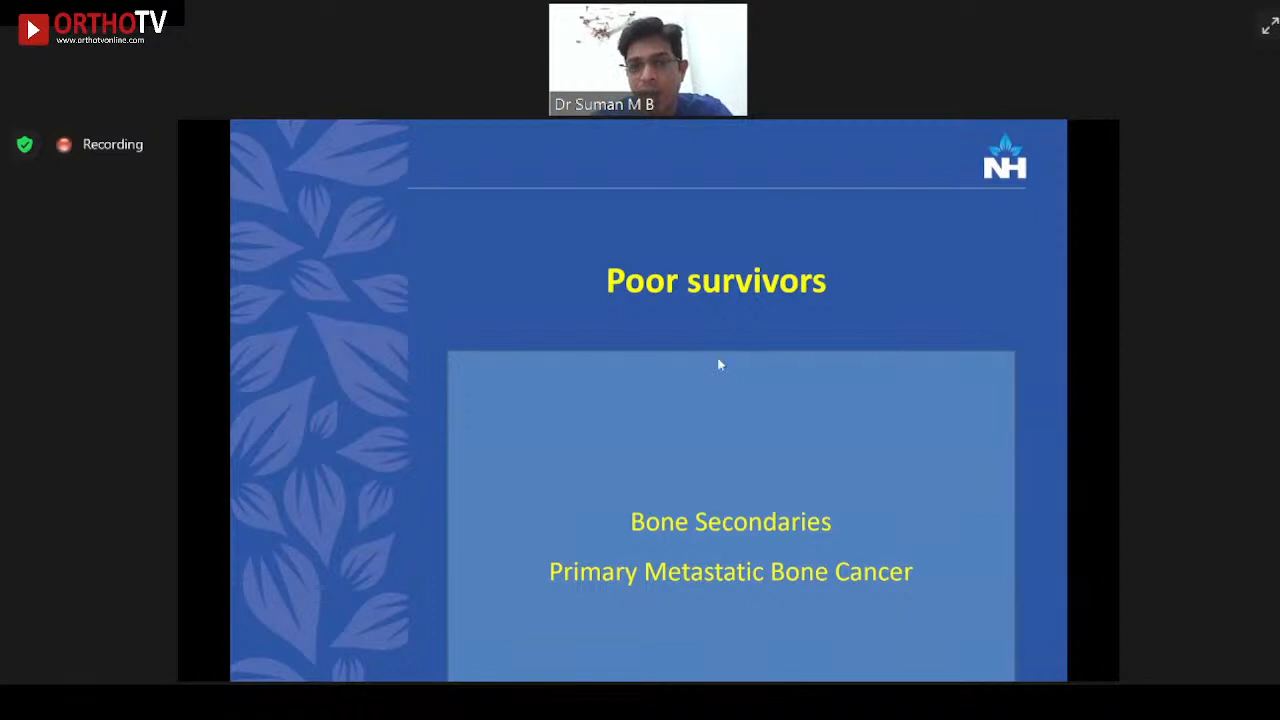 ORTHOTV
www.orthotvonline.com
Dr Suman M B
Recording
NH
Poor survivors
Bone Secondaries
Primary Metastatic Bone Cancer